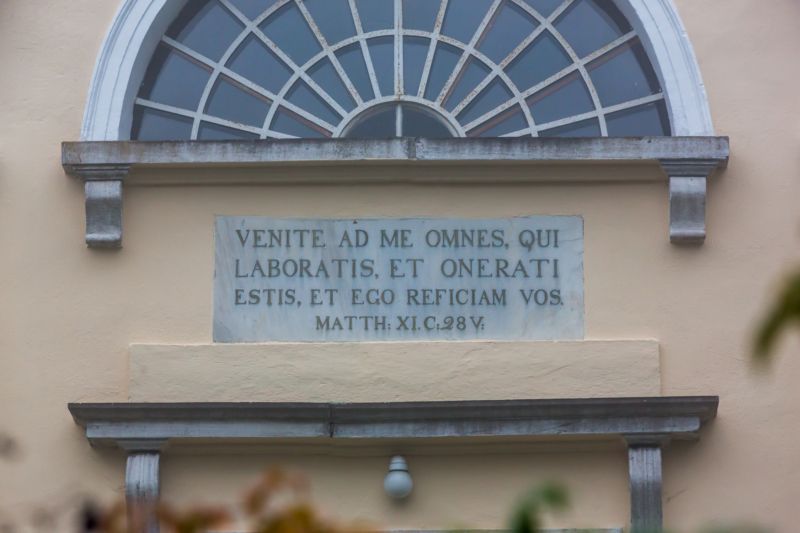 VENITE AD ME OMNES, QUI
LABORATIS, ET ONERATI
ESTIS, ET EGO REFICIAM VOS.
MATTH: XI.C:28 V: